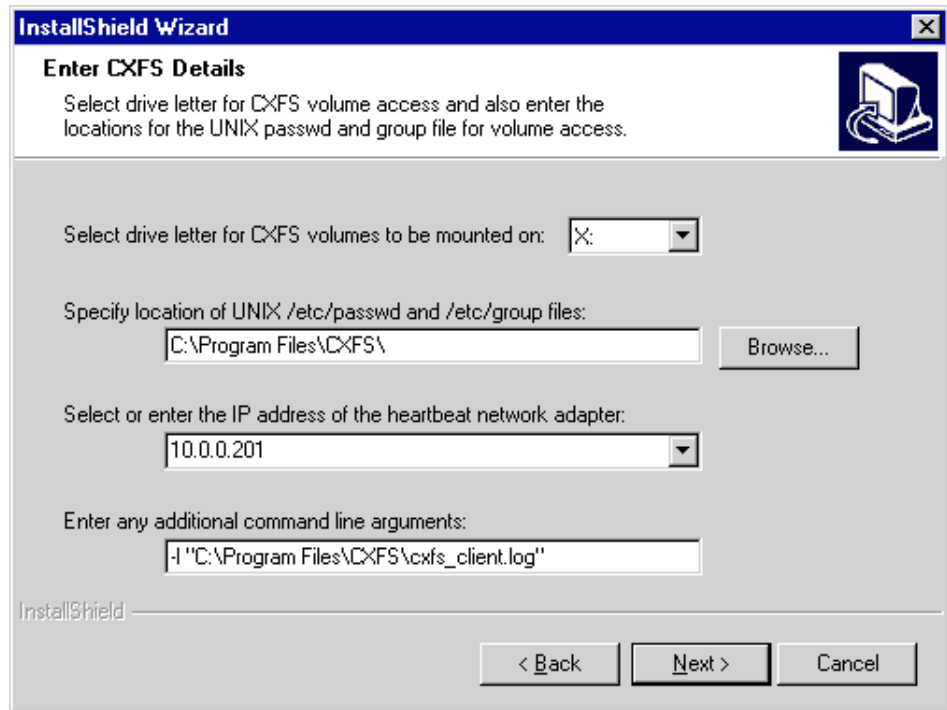 InstallShield Wizard
Enter CXFS Details
Select drive letter for CXFS volume access and also enter the
locations for the UNIX passwd and group file for volume access.
Select drive letter for CXFS volumes to be mounted on: X:
Specify location of UNIX /etc/passwd and /etc/group files:
C:\Program Files\CXFS\ Browse...
Select or enter the IP address of the heartbeat network adapter:
10.0.0.201
Enter any additional command line arguments:
-l "C:\Program Files\CXFS\cxfs_client.log"
InstallShield
< Back Next > Cancel